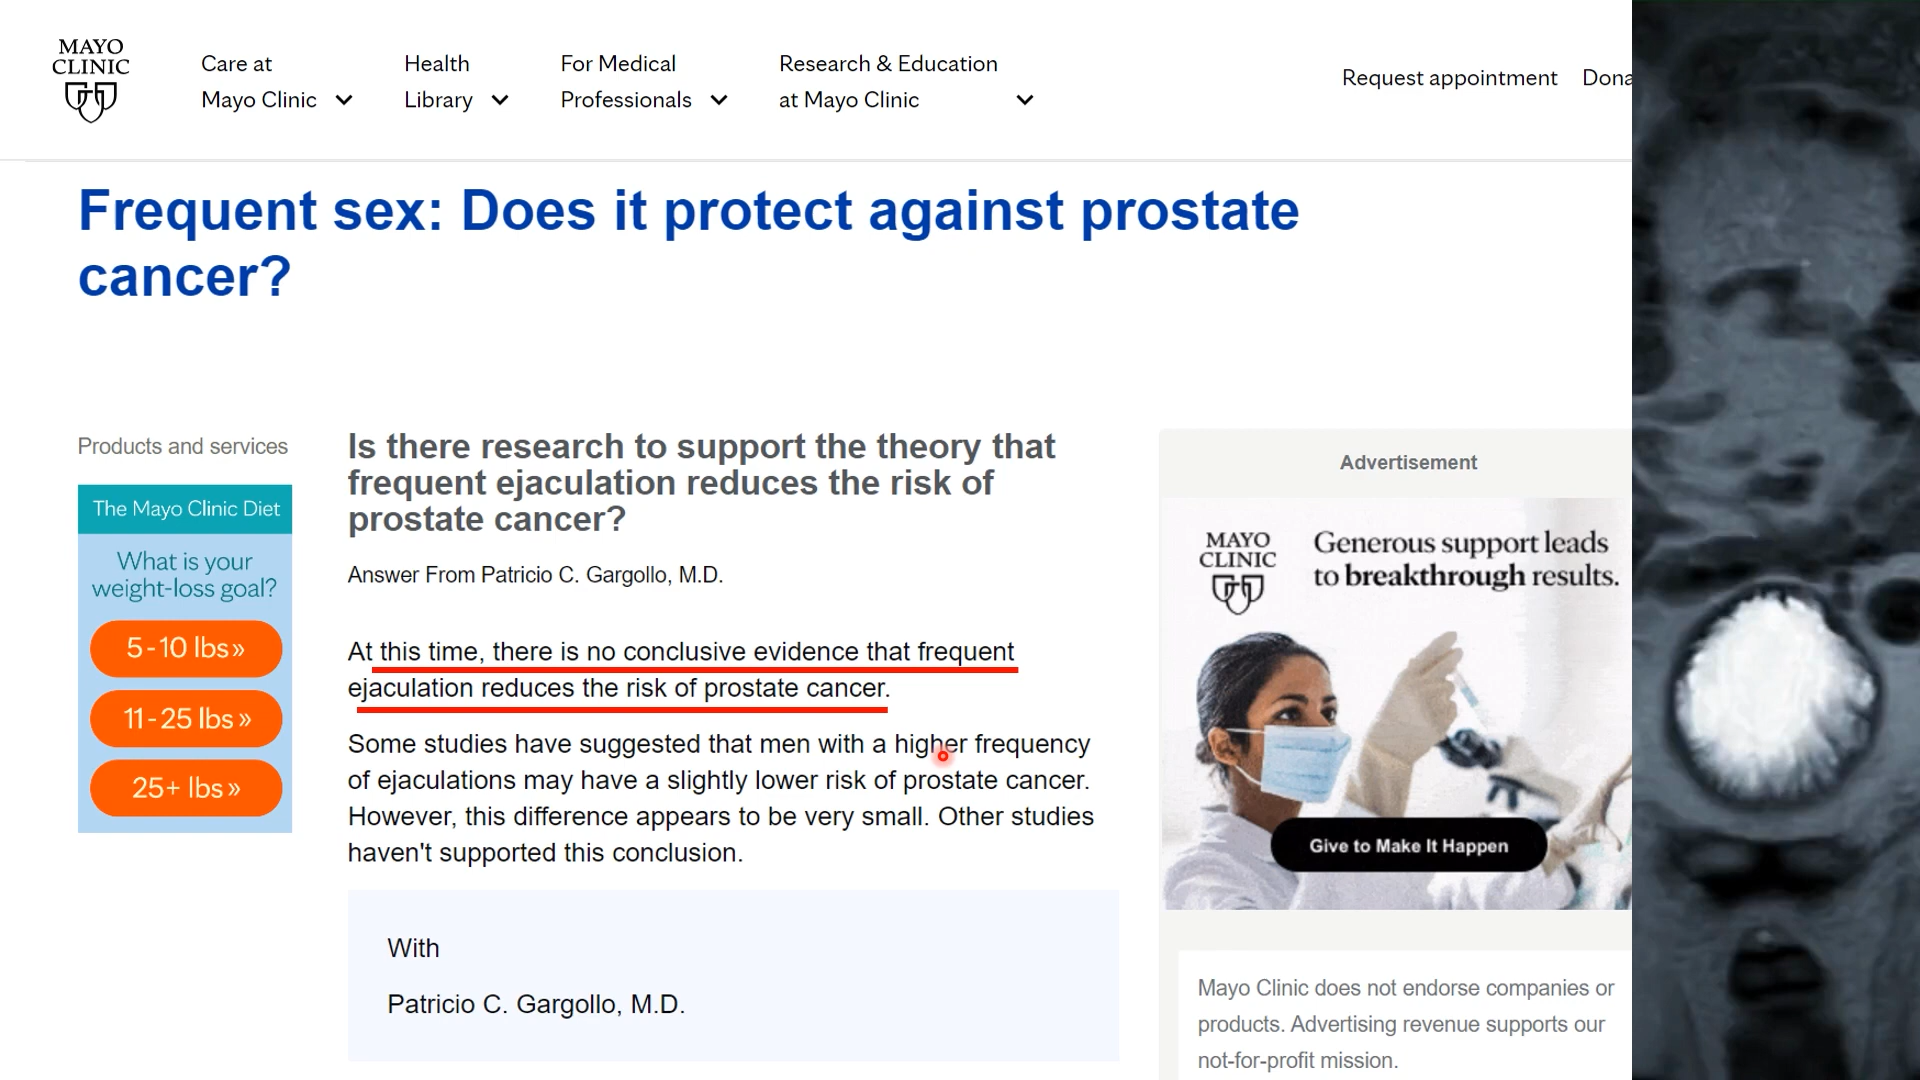 MAYO
CLINIC
Care at
Mayo Clinic
Health
Library
For Medical
Professionals
Research & Education
at Mayo Clinic
Request appointment
Dona
Frequent sex: Does it protect against prostate
cancer?
Products and services
The Mayo Clinic Diet
What is your
weight-loss goal?
5-10 lbs»
11-25 lbs»
25+ lbs»
Is there research to support the theory that
frequent ejaculation reduces the risk of
prostate cancer?
Answer From Patricio C. Gargollo, M.D.
At this time, there is no conclusive evidence that frequent
ejaculation reduces the risk of prostate cancer.
Some studies have suggested that men with a higher frequency
of ejaculations may have a slightly lower risk of prostate cancer.
However, this difference appears to be very small. Other studies
haven't supported this conclusion.
With
Patricio C. Gargollo, M.D.
Advertisement
MAYO
CLINIC
Generous support leads
to breakthrough results.
Give to Make It Happen
Mayo Clinic does not endorse companies or
products. Advertising revenue supports our
not-for-profit mission.